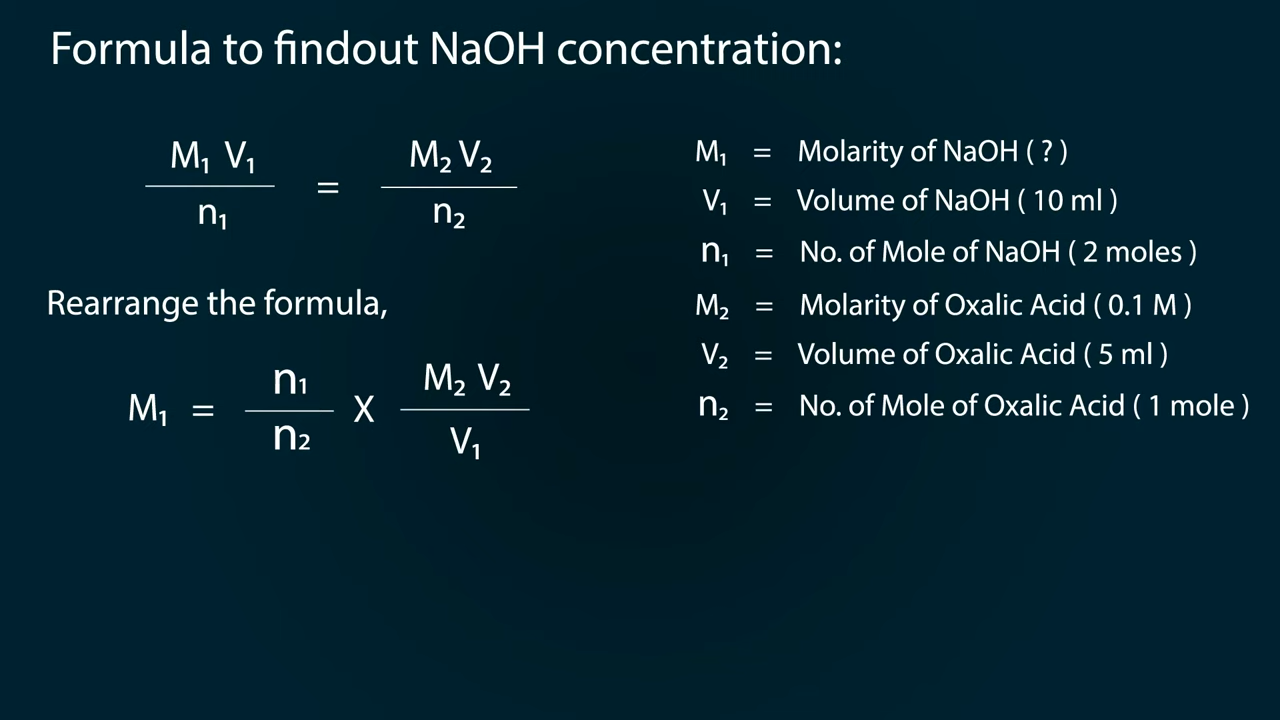 Formula to findout NaOH concentration:
M₁ V₁ / n₁ = M₂ V₂ / n₂
Rearrange the formula,
M₁ = n₁ / n₂ X M₂ V₂ / V₁
M₁ = Molarity of NaOH ( ? )
V₁ = Volume of NaOH ( 10 ml )
n₁ = No. of Mole of NaOH ( 2 moles )
M₂ = Molarity of Oxalic Acid ( 0.1 M )
V₂ = Volume of Oxalic Acid ( 5 ml )
n₂ = No. of Mole of Oxalic Acid ( 1 mole )